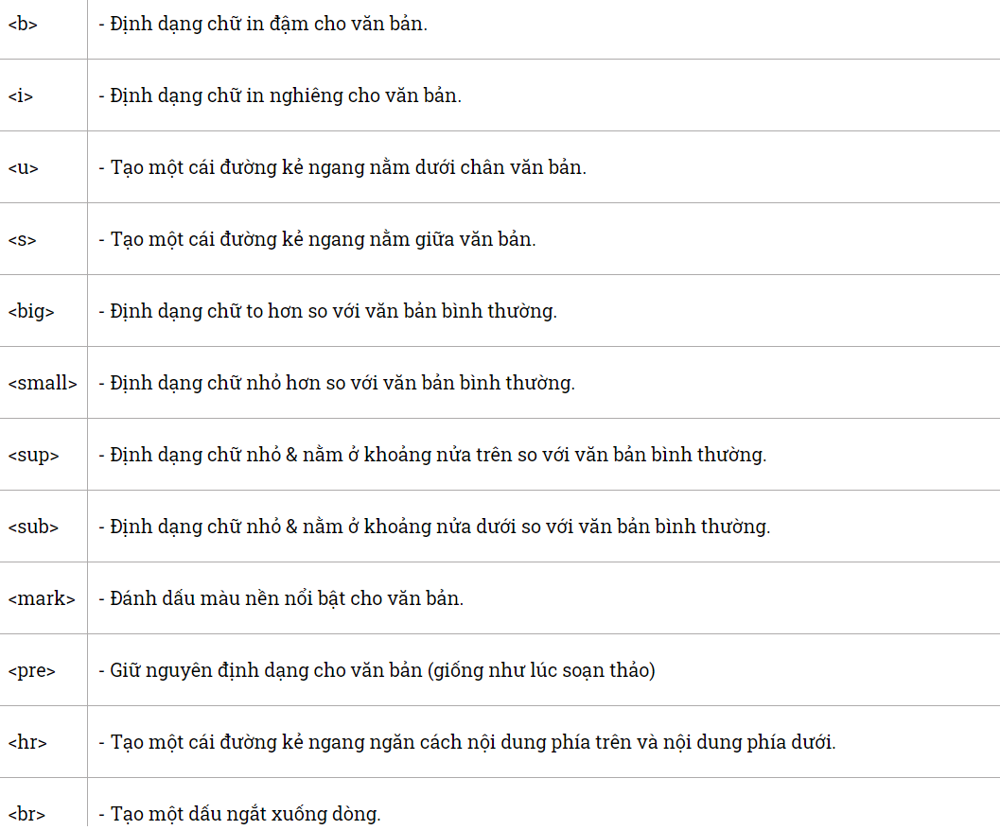 <b> - Định dạng chữ in đậm cho văn bản.
<i> - Định dạng chữ in nghiêng cho văn bản.
<u> - Tạo một cái đường kẻ ngang nằm dưới chân văn bản.
<s> - Tạo một cái đường kẻ ngang nằm giữa văn bản.
<big> - Định dạng chữ to hơn so với văn bản bình thường.
<small> - Định dạng chữ nhỏ hơn so với văn bản bình thường.
<sup> - Định dạng chữ nhỏ & nằm ở khoảng nửa trên so với văn bản bình thường.
<sub> - Định dạng chữ nhỏ & nằm ở khoảng nửa dưới so với văn bản bình thường.
<mark> - Đánh dấu màu nền nổi bật cho văn bản.
<pre> - Giữ nguyên định dạng cho văn bản (giống như lúc soạn thảo)
<hr> - Tạo một cái đường kẻ ngang ngăn cách nội dung phía trên và nội dung phía dưới.
<br> - Tạo một dấu ngắt xuống dòng.